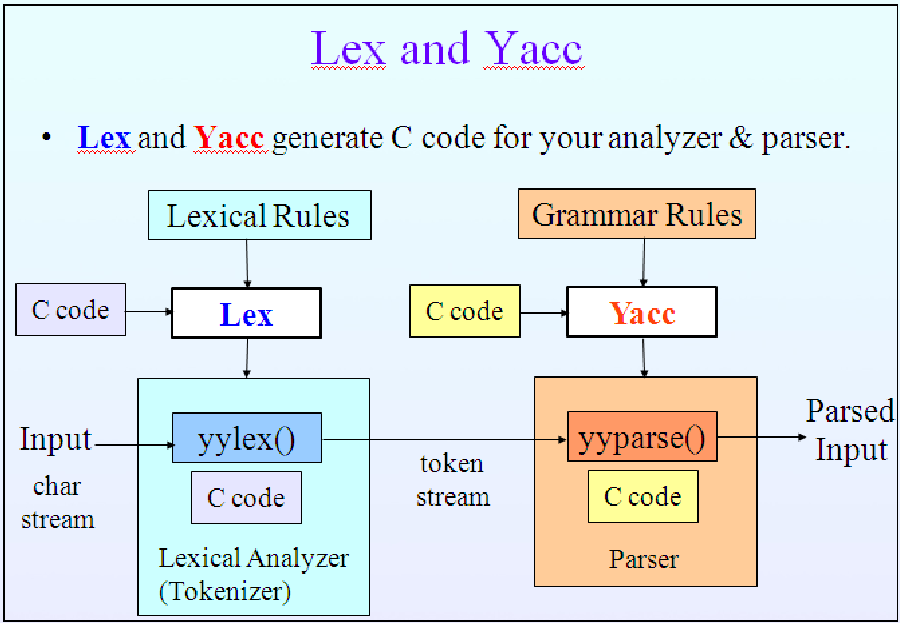 Lex and Yacc
• Lex and Yacc generate C code for your analyzer & parser.
Lexical Rules
Grammar Rules
C code
Lex
C code
Yacc
Input
char
stream
yylex()
C code
Lexical Analyzer
(Tokenizer)
token
stream
yyparse()
C code
Parser
Parsed
Input